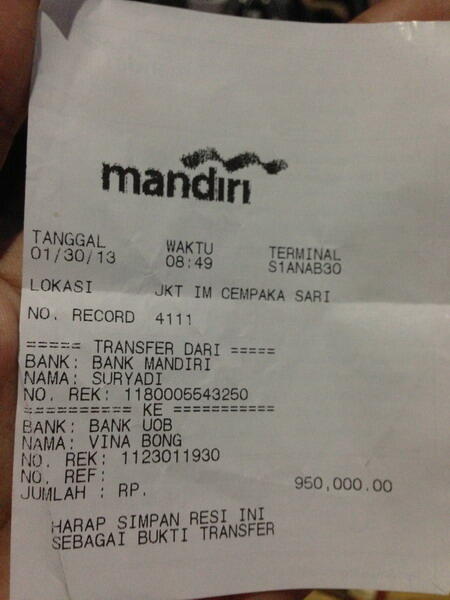 mandiri
TANGGAL WAKTU TERMINAL
01/30/13 08:49 S1ANAB30
LOKASI JKT IM CEMPAKA SARI
NO. RECORD 4111
===== TRANSFER DARI =====
BANK: BANK MANDIRI
NAMA: SURYADI
NO. REK: 1180005543250
========== KE ===========
BANK: BANK UOB
NAMA: VINA BONG
NO. REK: 1123011930
NO. REF:
JUMLAH : RP. 950,000.00
HARAP SIMPAN RESI INI
SEBAGAI BUKTI TRANSFER